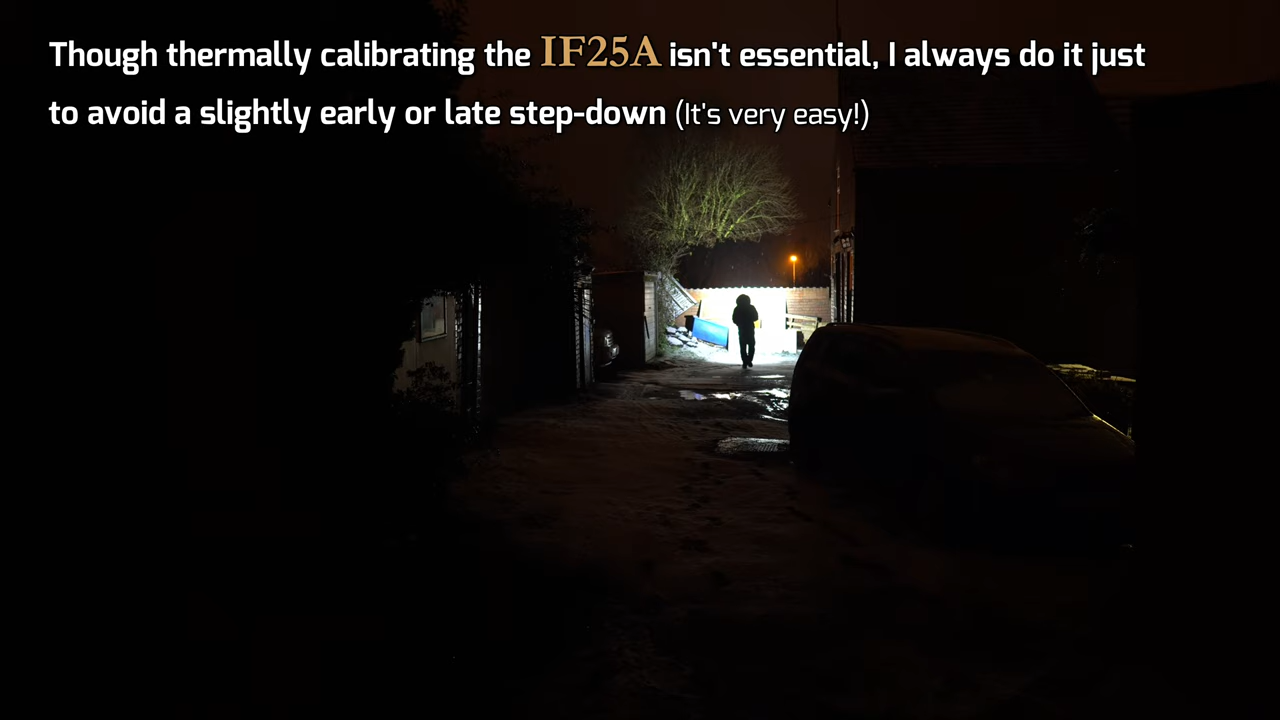 Though thermally calibrating the IF25A isn't essential, I always do it just
to avoid a slightly early or late step-down (It's very easy!)